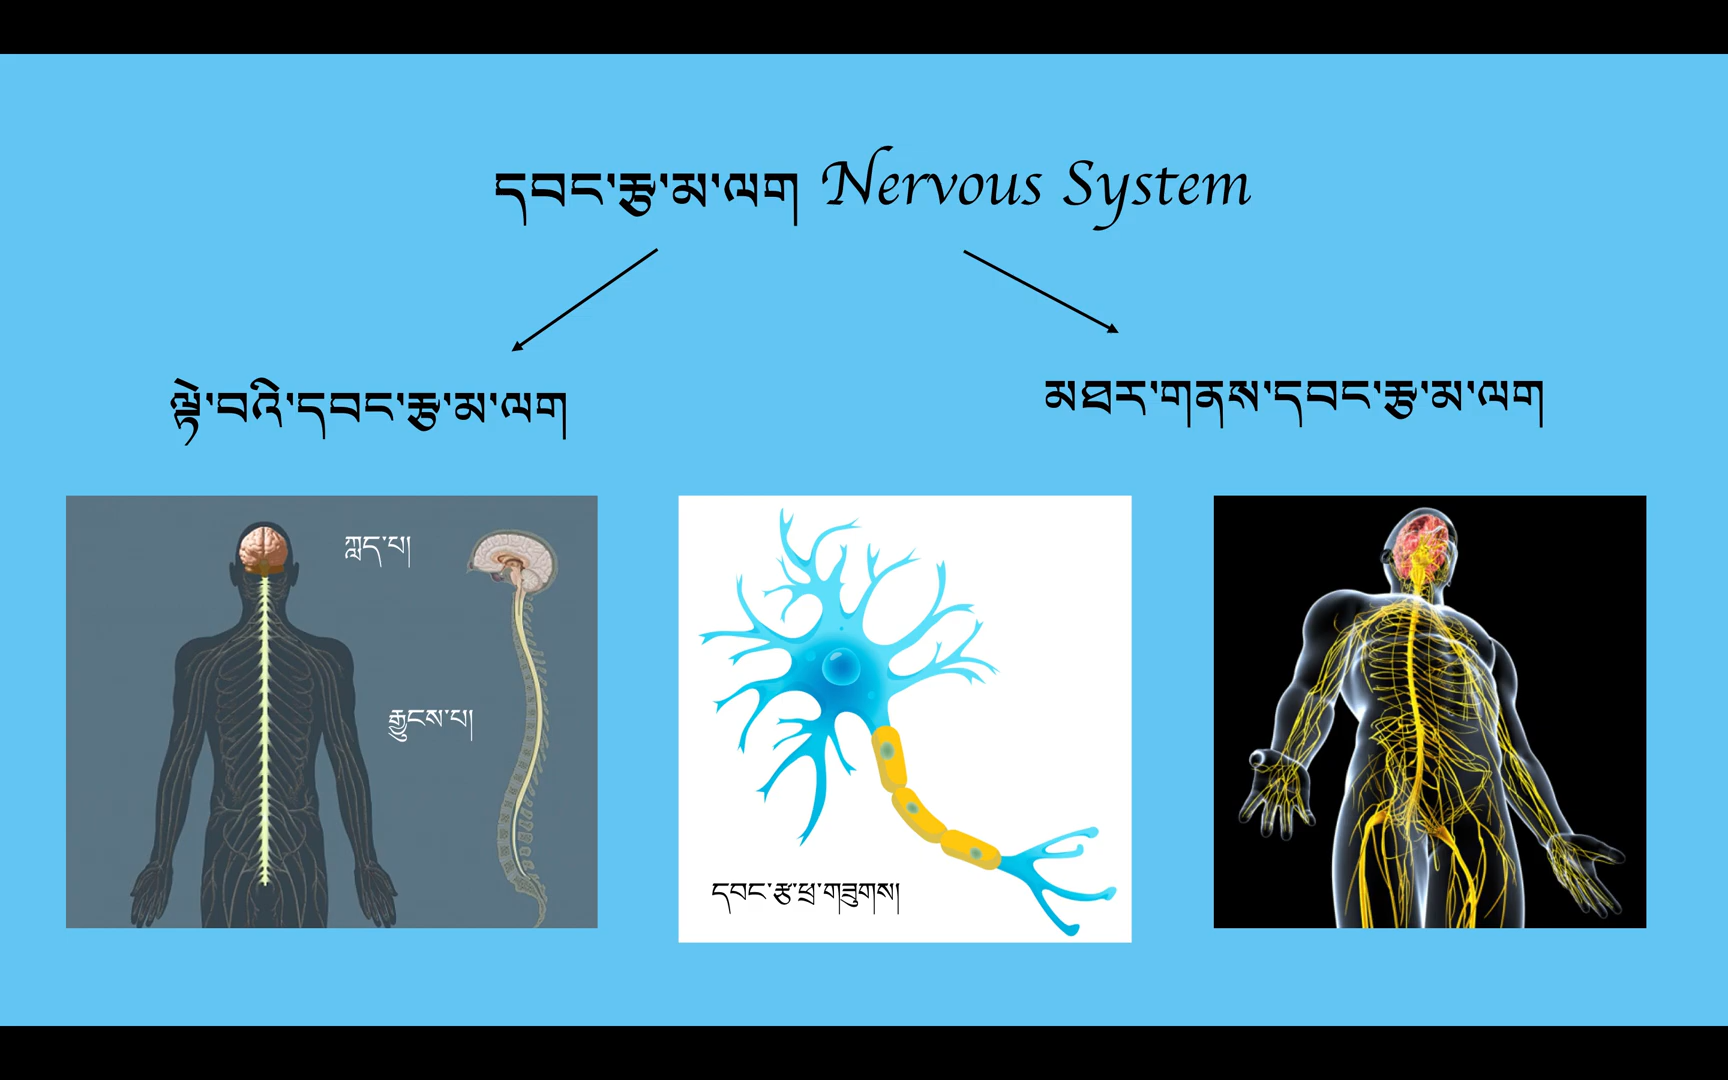 དབང་རྩ་མ་ལག Nervous System
ལྟེ་བའི་དབང་རྩ་མ་ལག
མཐར་གནས་དབང་རྩ་མ་ལག
ཀླད་པ།
རྒྱུངས་པ།
དབང་རྩ་ཕྲ་གཟུགས།